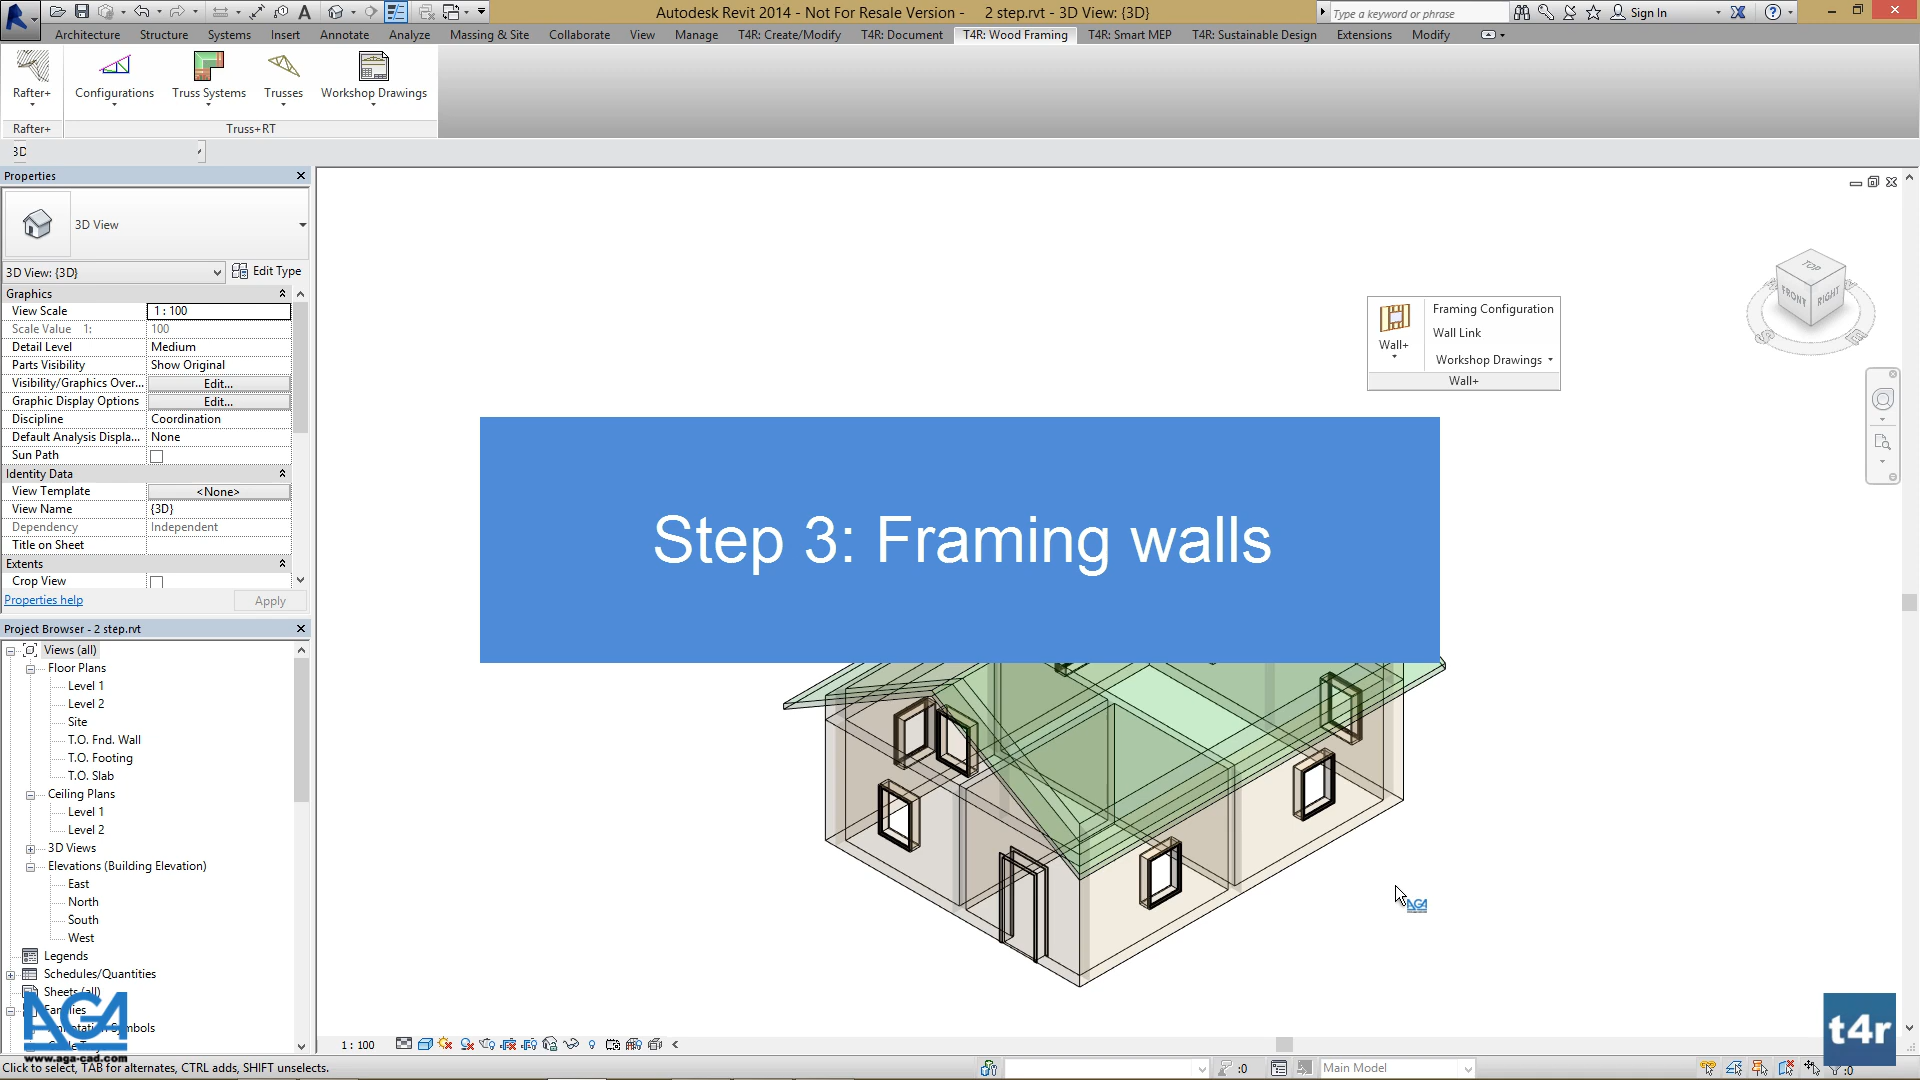 Autodesk Revit 2014 - Not For Resale Version - 2 step.rvt - 3D View: {3D}
Type a keyword or phrase
Sign In
Architecture Structure Systems Insert Annotate Analyze Massing & Site Collaborate View Manage T4R: Create/Modify T4R: Document T4R: Wood Framing T4R: Smart MEP T4R: Sustainable Design Extensions Modify
Rafter+ Configurations Truss Systems Trusses Workshop Drawings
Rafter+ Truss+RT
3D
Properties
3D View
3D View: {3D} Edit Type
Graphics
View Scale 1 : 100
Scale Value 1: 100
Detail Level Medium
Parts Visibility Show Original
Visibility/Graphics Over... Edit...
Graphic Display Options Edit...
Discipline Coordination
Default Analysis Displa... None
Sun Path
Identity Data
View Template <None>
View Name {3D}
Dependency Independent
Title on Sheet
Extents
Crop View
Properties help Apply
Project Browser - 2 step.rvt
Views (all)
Floor Plans
Level 1
Level 2
Site
T.O. Fnd. Wall
T.O. Footing
T.O. Slab
Ceiling Plans
Level 1
Level 2
3D Views
Elevations (Building Elevation)
East
North
South
West
Legends
Schedules/Quantities
Sheets (all)
AGA
www.aga-cad.com
TOP
FRONT RIGHT
Framing Configuration
Wall Link
Wall+ Workshop Drawings
Wall+
Step 3: Framing walls
AGA
t4r
1 : 100
Click to select, TAB for alternates, CTRL adds, SHIFT unselects.
:0
Main Model
:0